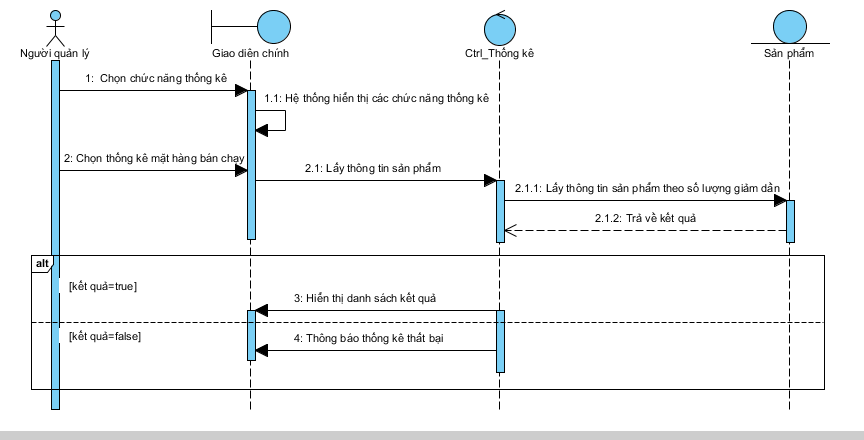 Người quản lý
Giao diện chính
Ctrl_Thống kê
Sản phẩm
1: Chọn chức năng thống kê
1.1: Hệ thống hiển thị các chức năng thống kê
2: Chọn thống kê mặt hàng bán chạy
2.1: Lấy thông tin sản phẩm
2.1.1: Lấy thông tin sản phẩm theo số lượng giảm dần
2.1.2: Trả về kết quả
alt
[kết quả=true]
3: Hiển thị danh sách kết quả
[kết quả=false]
4: Thông báo thống kê thất bại